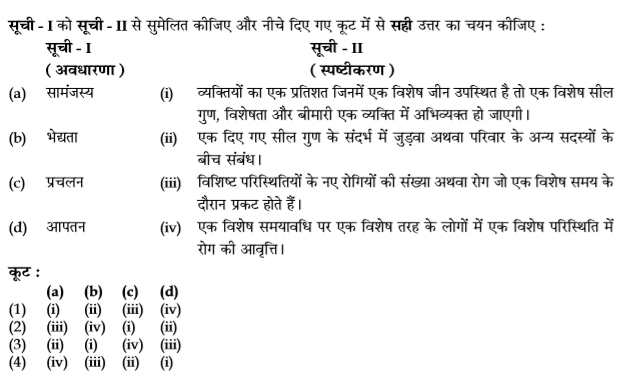 सूची - I को सूची - II से सुमेलित कीजिए और नीचे दिए गए कूट में से सही उत्तर का चयन कीजिए :
सूची - I सूची - II
( अवधारणा ) ( स्पष्टीकरण )
(a) सामंजस्य (i) व्यक्तियों का एक प्रतिशत जिनमें एक विशेष जीन उपस्थित है तो एक विशेष सील
गुण, विशेषता और बीमारी एक व्यक्ति में अभिव्यक्त हो जाएगी।
(b) भेद्यता (ii) एक दिए गए सील गुण के संदर्भ में जुड़वा अथवा परिवार के अन्य सदस्यों के
बीच संबंध।
(c) प्रचलन (iii) विशिष्ट परिस्थितियों के नए रोगियों की संख्या अथवा रोग जो एक विशेष समय के
दौरान प्रकट होते हैं।
(d) आपतन (iv) एक विशेष समयावधि पर एक विशेष तरह के लोगों में एक विशेष परिस्थिति में
रोग की आवृत्ति।
कूट :
(a) (b) (c) (d)
(1) (i) (ii) (iii) (iv)
(2) (iii) (iv) (i) (ii)
(3) (ii) (i) (iv) (iii)
(4) (iv) (iii) (ii) (i)